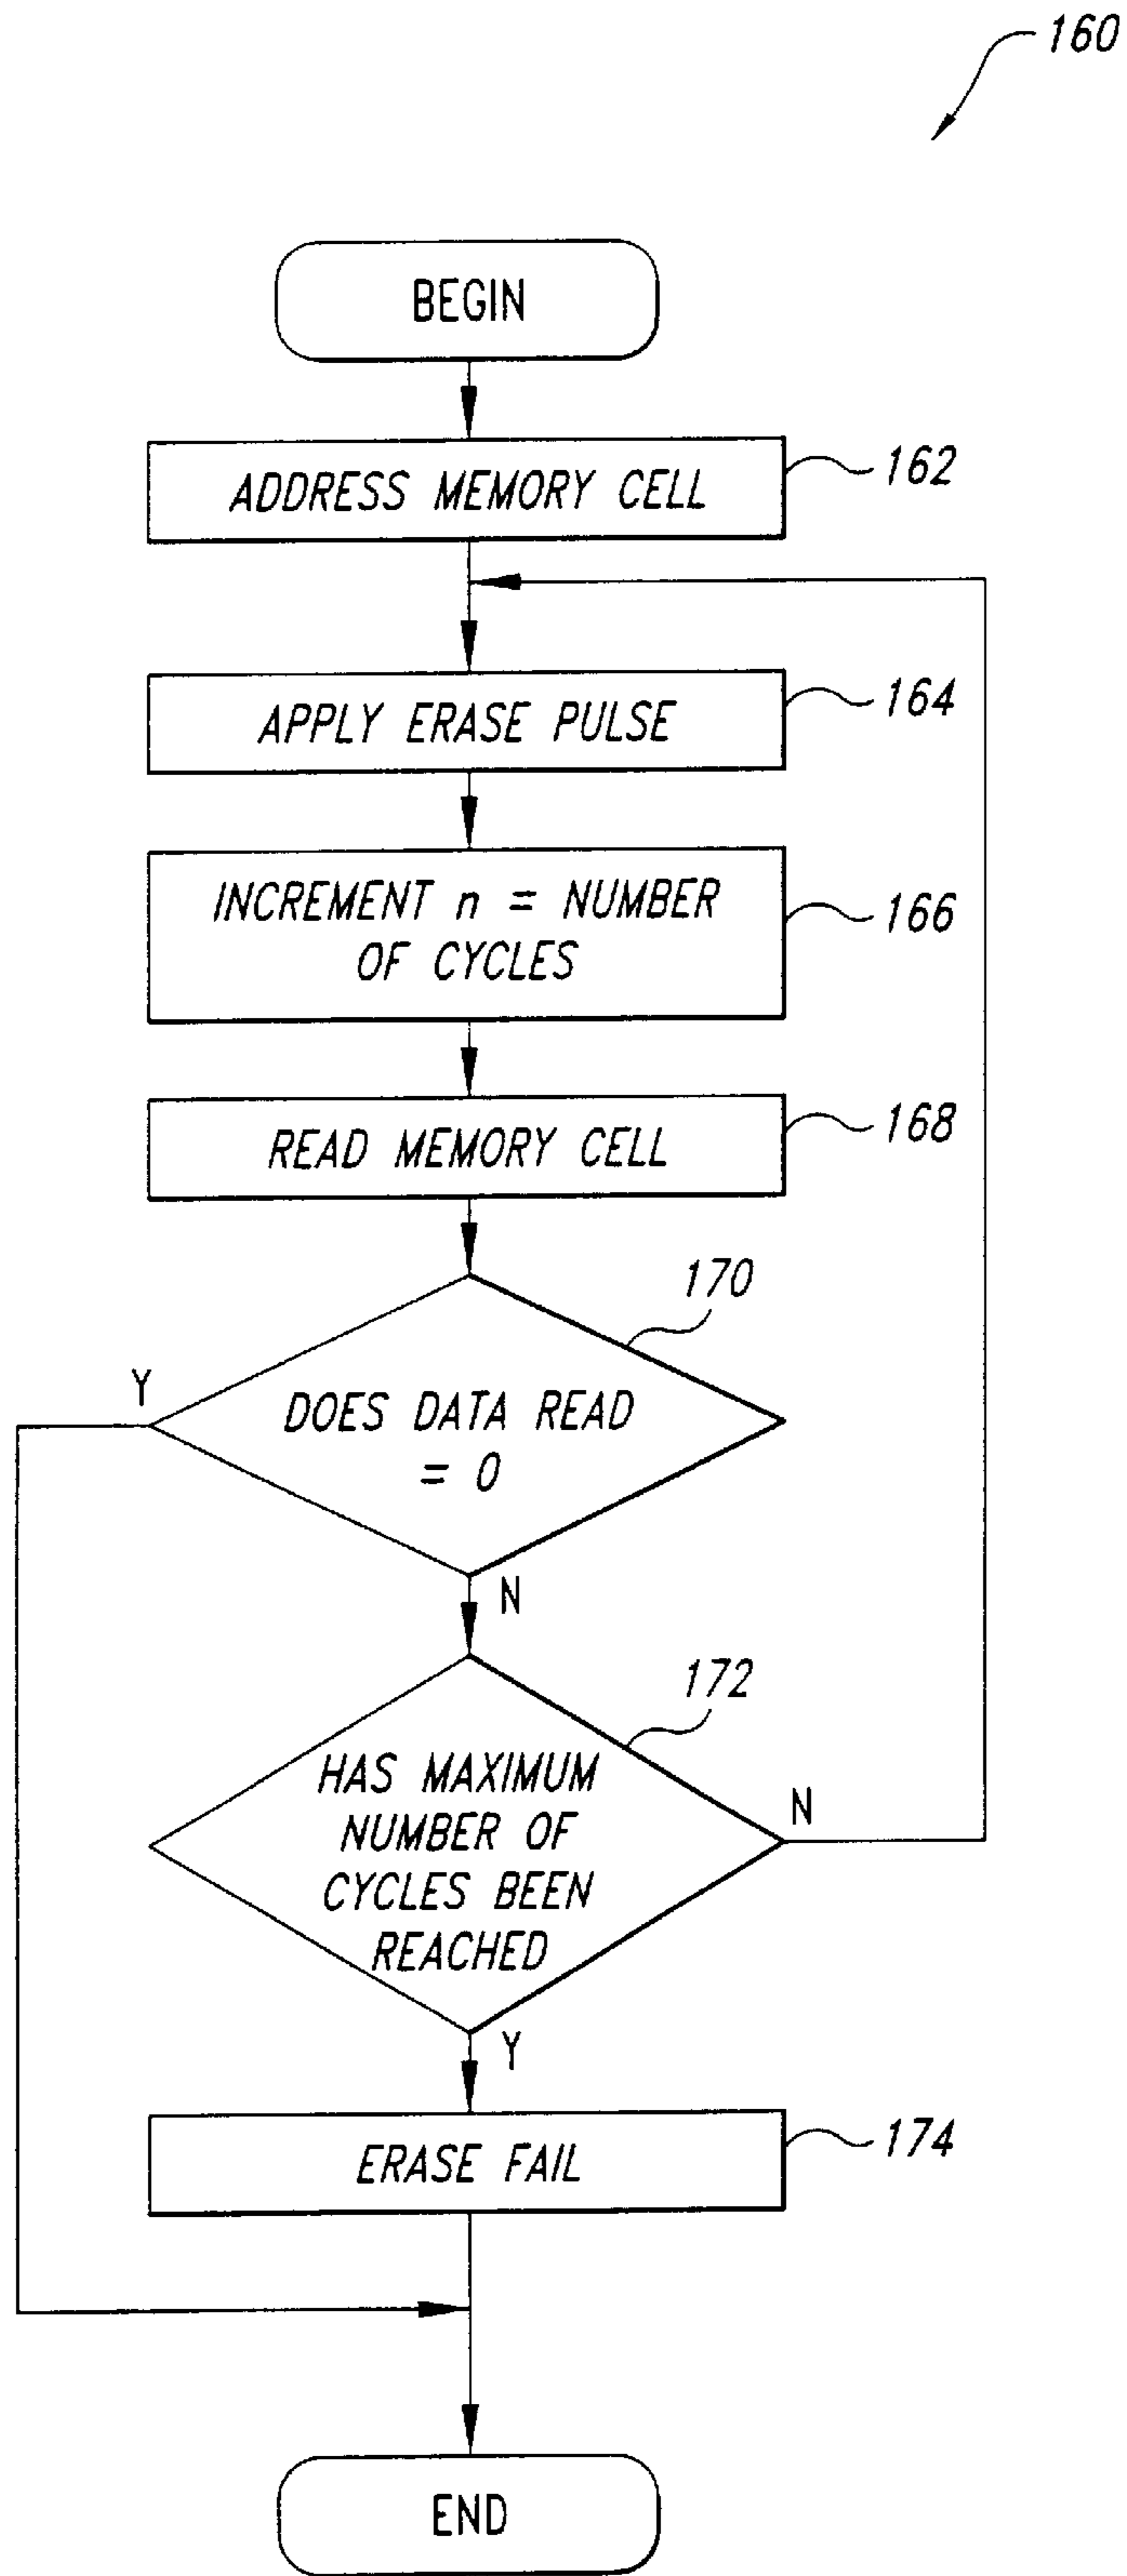 160
BEGIN
ADDRESS MEMORY CELL
162
APPLY ERASE PULSE
164
INCREMENT n = NUMBER
OF CYCLES
166
READ MEMORY CELL
168
170
Y
DOES DATA READ
= 0
N
172
HAS MAXIMUM
NUMBER OF
CYCLES BEEN
REACHED
N
Y
ERASE FAIL
174
END